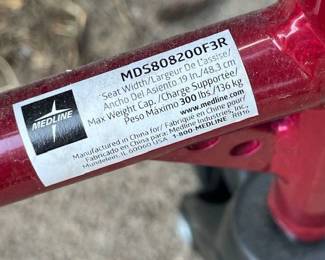 MEDLINE
MDS808200F3R
Seat Width/Largeur De L'assise/
Ancho Del Asiento 19 In/48.3 cm
Max Weight Cap./Charge Supportée/
Peso Máximo 300 lbs/136 kg
www.medline.com
Manufactured in China for/ Fabriqué en Chine pour/
Fabricado en China para: Medline Industries, Inc.
Mundelein, IL 60060 USA 1-800-MEDLINE RB16